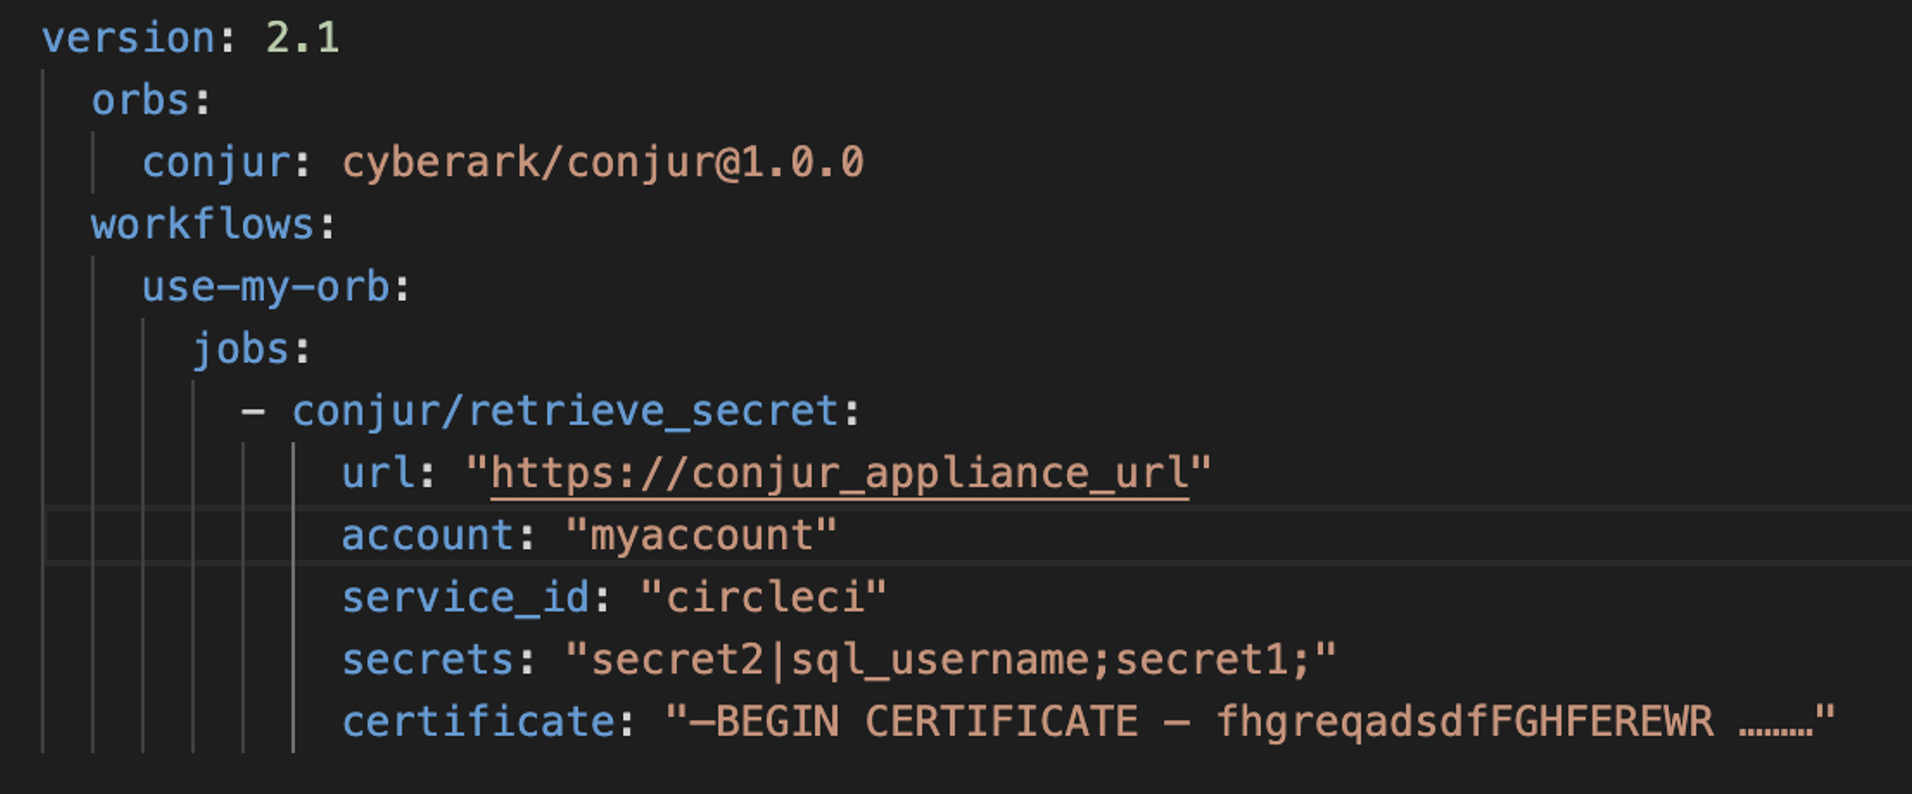 version: 2.1
  orbs:
    conjur: cyberark/conjur@1.0.0
  workflows:
    use-my-orb:
      jobs:
        – conjur/retrieve_secret:
            url: "https://conjur_appliance_url"
            account: "myaccount"
            service_id: "circleci"
            secrets: "secret2|sql_username;secret1;"
            certificate: "—BEGIN CERTIFICATE — fhgreqadsdfFGHFEREWR ………"